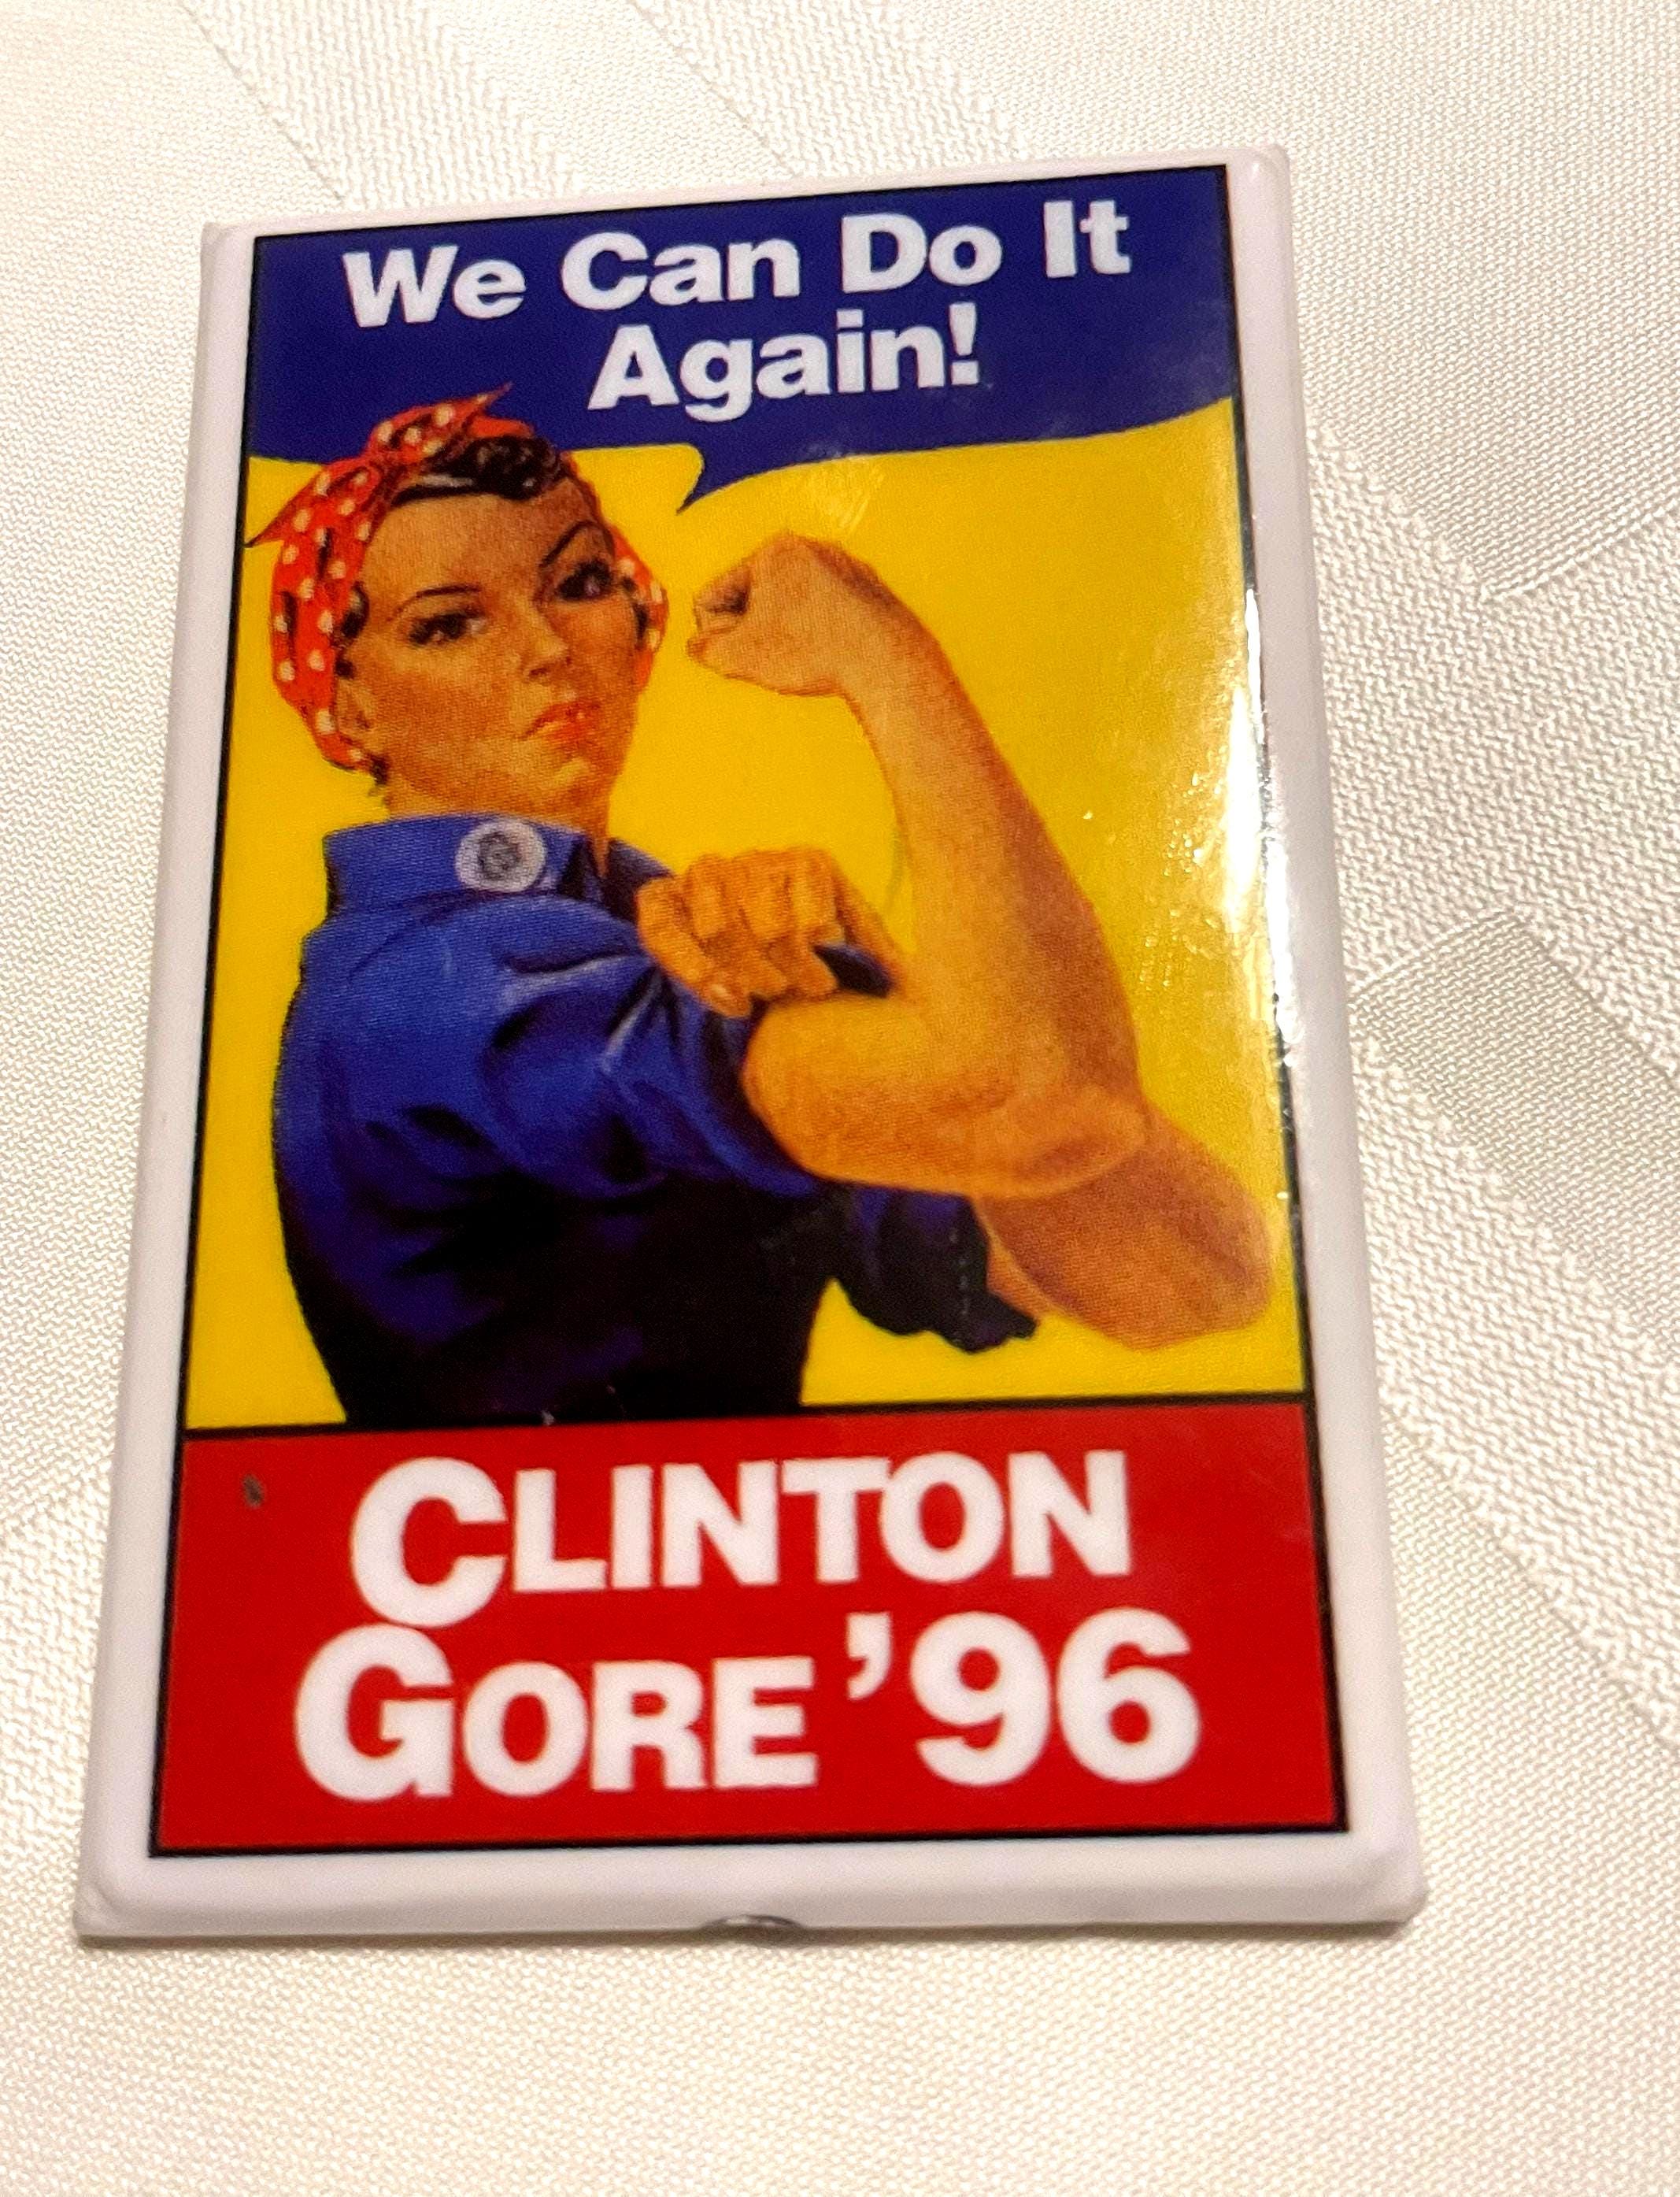 We Can Do It
Again!
CLINTON
GORE '96